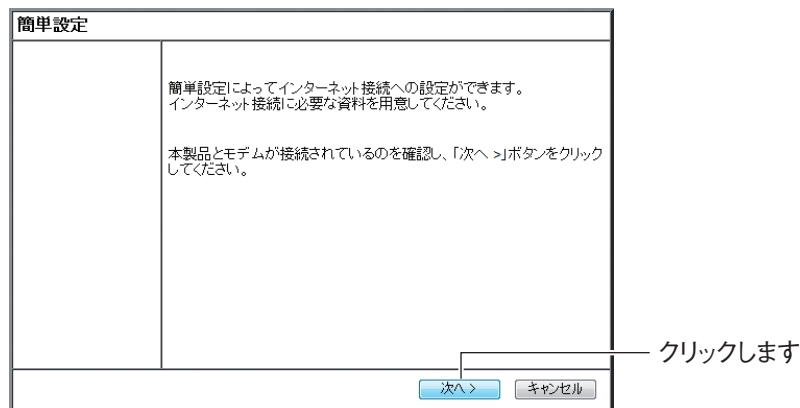 簡単設定
簡単設定によってインターネット接続への設定ができます。
インターネット接続に必要な資料を用意してください。
本製品とモデムが接続されているのを確認し、「次へ >」ボタンをクリック
してください。
クリックします
次へ > キャンセル